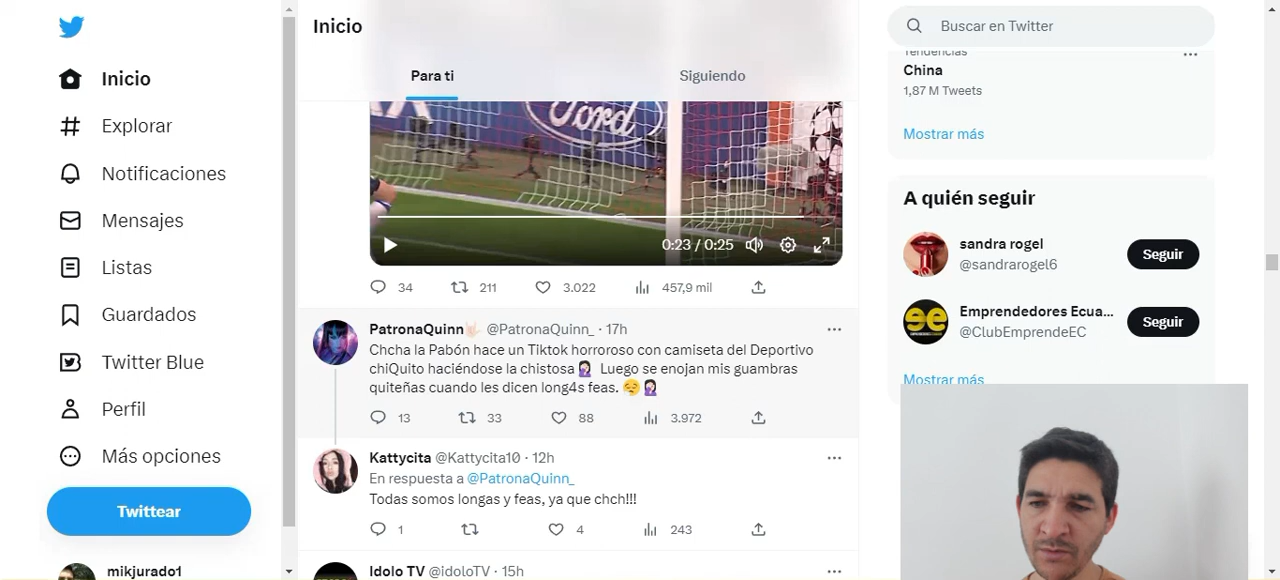 Inicio
Explorar
Notificaciones
Mensajes
Listas
Guardados
Twitter Blue
Perfil
Más opciones
Twittear
mikjurado1
Inicio
Para ti
Siguiendo
Ford
0:23 / 0:25
34 211 3.022 457,9 mil
PatronaQuinn🤟🏻 @PatronaQuinn_ · 17h
Chcha la Pabón hace un Tiktok horroroso con camiseta del Deportivo
chiQuito haciéndose la chistosa🤦🏻‍♀️ Luego se enojan mis guambras
quiteñas cuando les dicen long4s feas. 😪🤦🏻‍♀️
13 33 88 3.972
Kattycita @Kattycita10 · 12h
En respuesta a @PatronaQuinn_
Todas somos longas y feas, ya que chch!!!
1 4 243
Idolo TV @idoloTV · 15h
Buscar en Twitter
Tendencias
China
1,87 M Tweets
Mostrar más
A quién seguir
sandra rogel
@sandrarogel6
Seguir
Emprendedores Ecua...
@ClubEmprendeEC
Seguir
Mostrar más